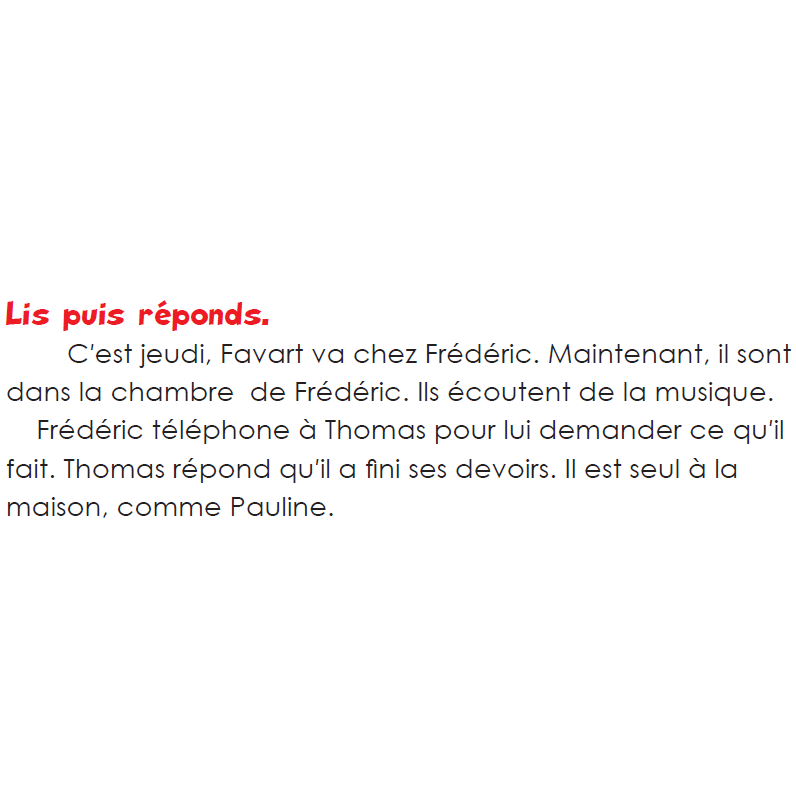 Lis puis réponds.
C'est jeudi, Favart va chez Frédéric. Maintenant, il sont
dans la chambre de Frédéric. Ils écoutent de la musique.
Frédéric téléphone à Thomas pour lui demander ce qu'il
fait. Thomas répond qu'il a fini ses devoirs. Il est seul à la
maison, comme Pauline.